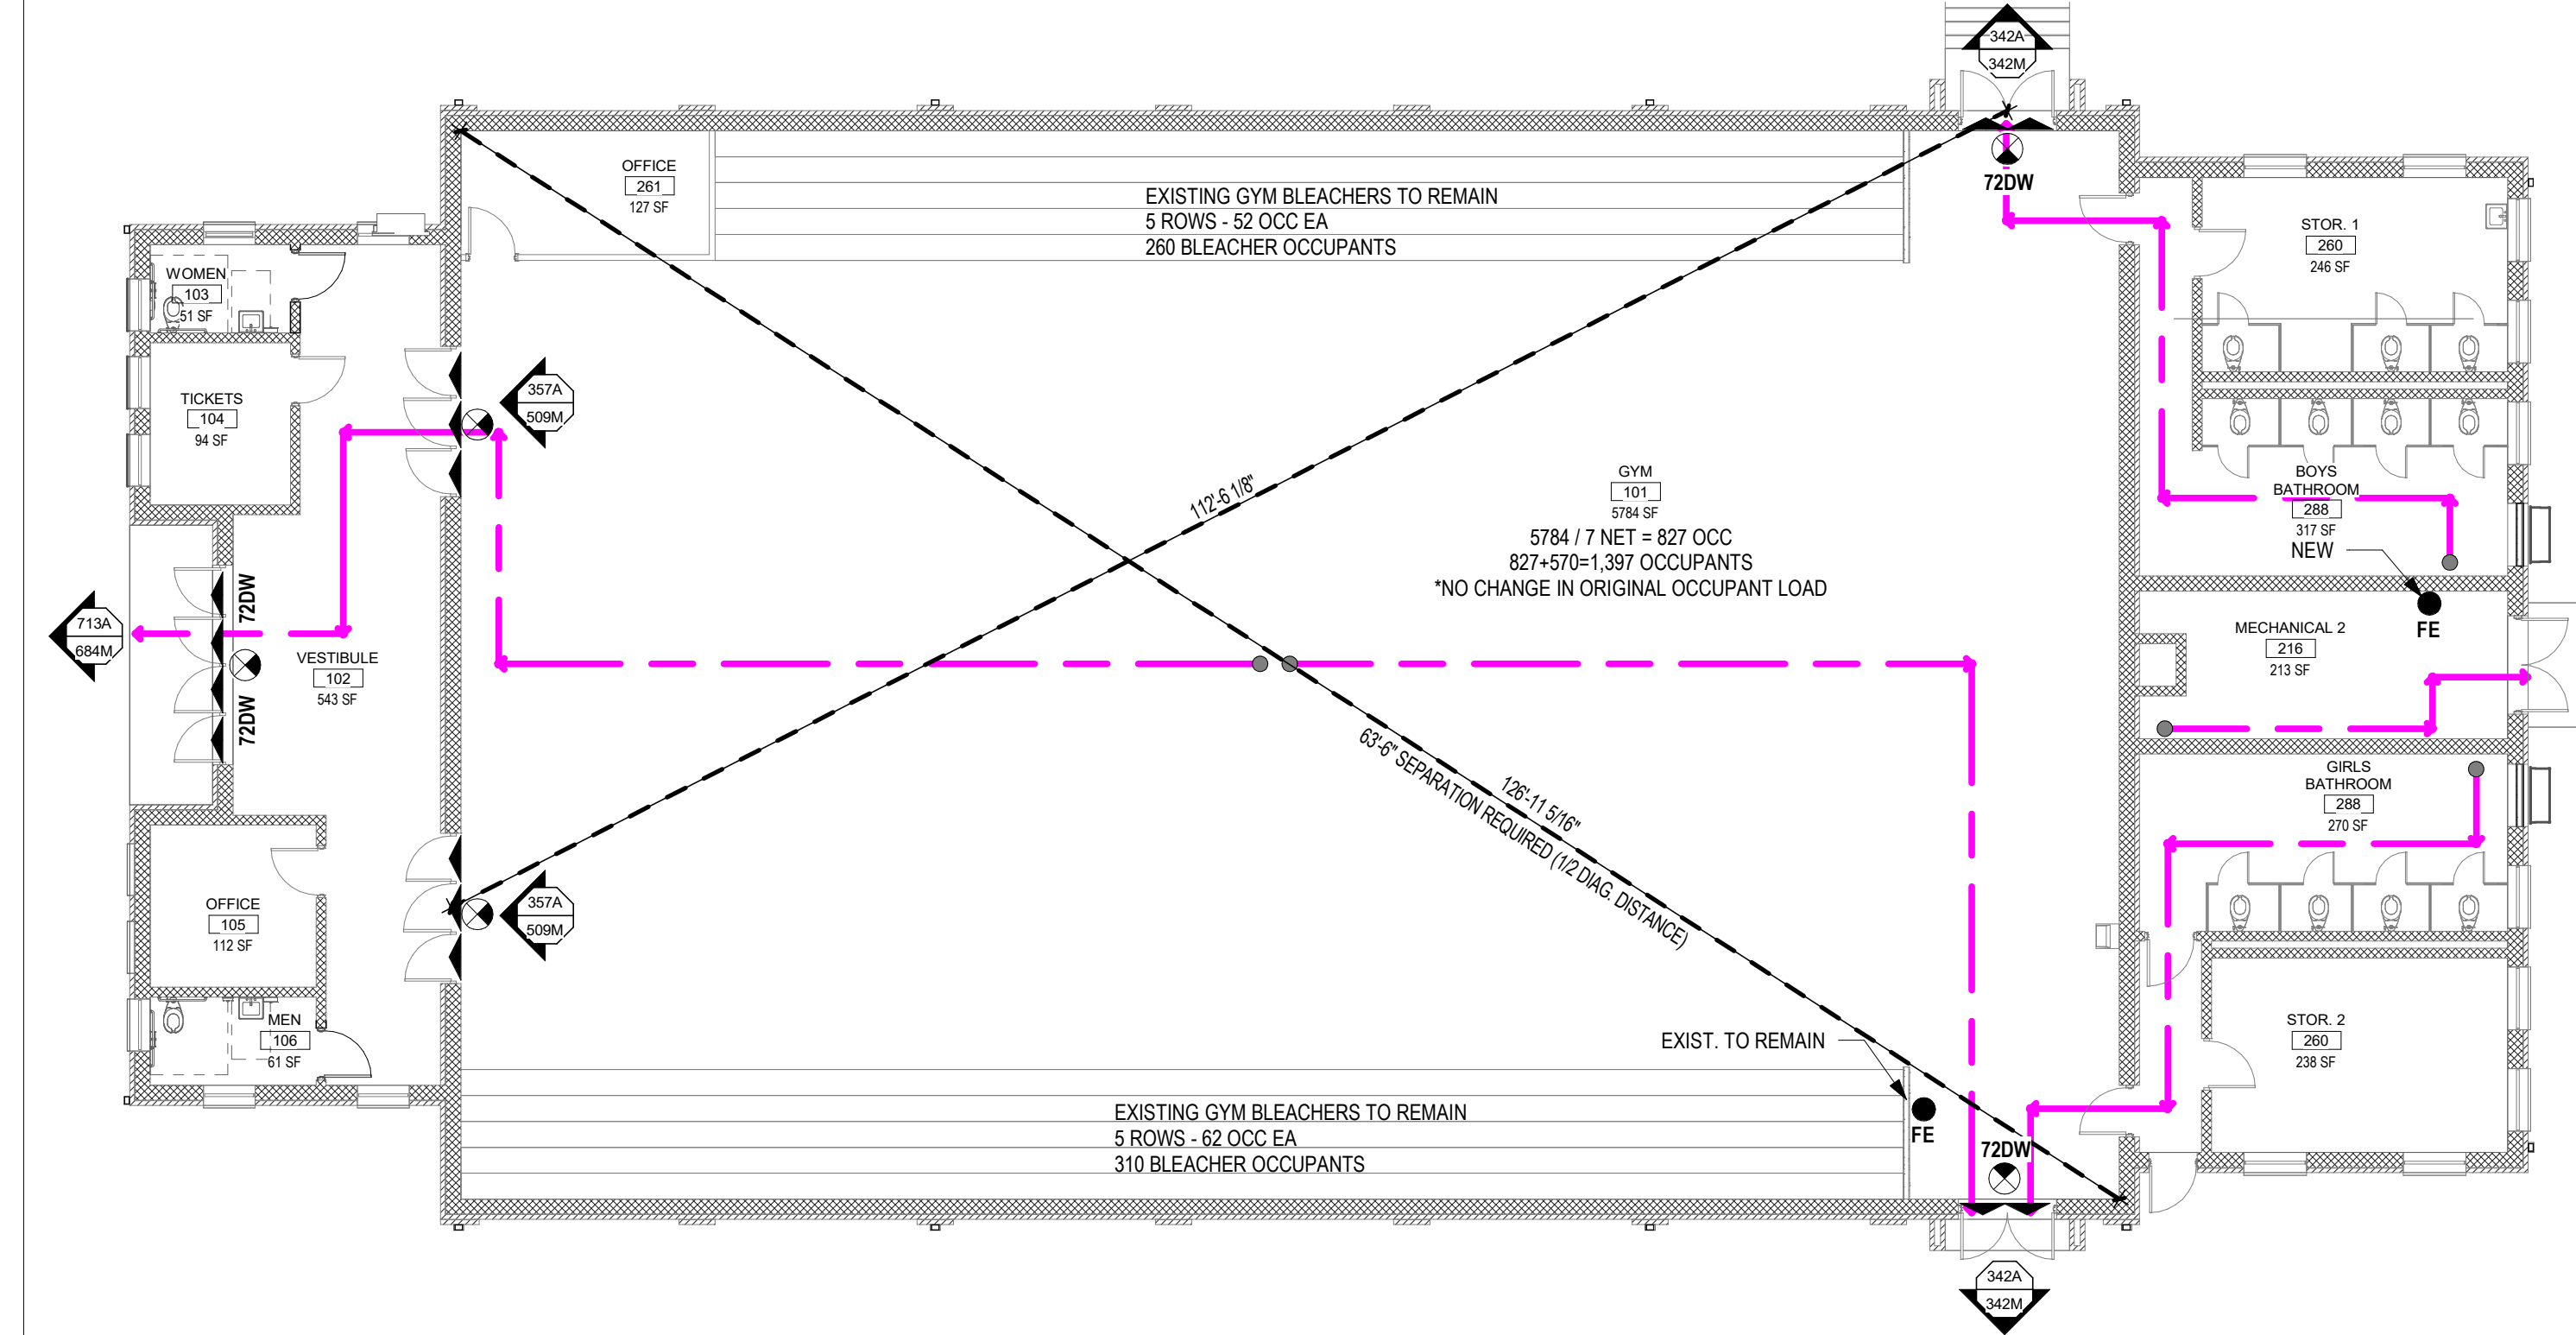 342A
342M
72DW
OFFICE
261
127 SF
EXISTING GYM BLEACHERS TO REMAIN
5 ROWS - 52 OCC EA
260 BLEACHER OCCUPANTS
STOR. 1
260
246 SF
WOMEN
103
51 SF
TICKETS
104
94 SF
357A
509M
112'-6 1/8"
GYM
101
5784 SF
5784 / 7 NET = 827 OCC
827+570=1,397 OCCUPANTS
*NO CHANGE IN ORIGINAL OCCUPANT LOAD
BOYS
BATHROOM
288
317 SF
NEW
FE
713A
684M
72DW
72DW
VESTIBULE
102
543 SF
MECHANICAL 2
216
213 SF
126'-11 5/16"
63'-6" SEPARATION REQUIRED (1/2 DIAG. DISTANCE)
GIRLS
BATHROOM
288
270 SF
OFFICE
105
112 SF
357A
509M
MEN
106
61 SF
EXIST. TO REMAIN
FE
STOR. 2
260
238 SF
EXISTING GYM BLEACHERS TO REMAIN
5 ROWS - 62 OCC EA
310 BLEACHER OCCUPANTS
72DW
342A
342M